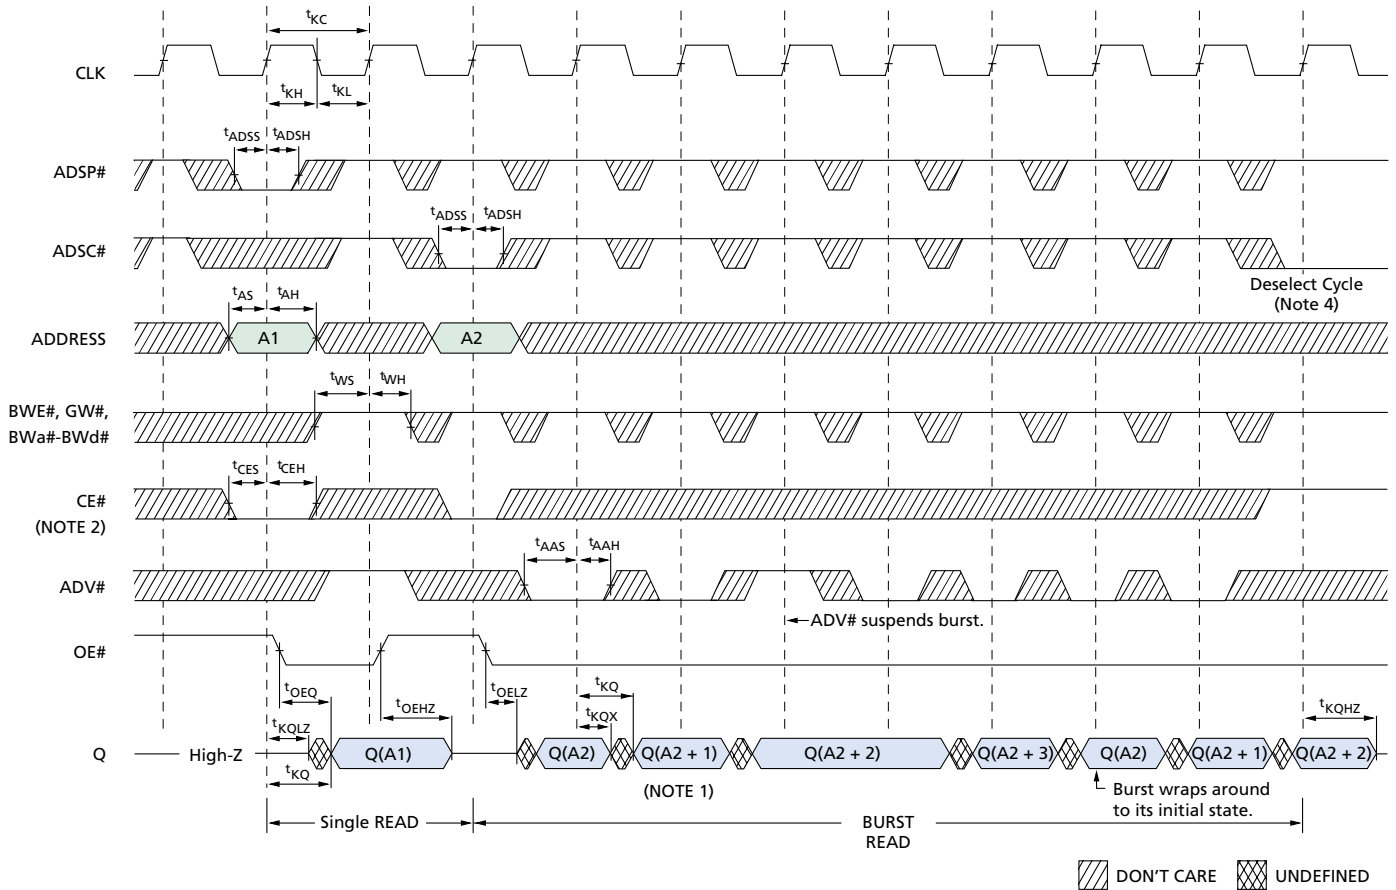 tKC
CLK
tKH tKL
tADSS tADSH
ADSP#
tADSS tADSH
ADSC#
Deselect Cycle
(Note 4)
tAS tAH
ADDRESS A1 A2
tWS tWH
BWE#, GW#,
BWa#-BWd#
tCES tCEH
CE#
(NOTE 2)
tAAS tAAH
ADV#
ADV# suspends burst.
OE#
tOEQ tOEHZ tOELZ tKQ
tKQLZ tKQX tKQHZ
Q High-Z Q(A1) Q(A2) Q(A2 + 1) Q(A2 + 2) Q(A2 + 3) Q(A2) Q(A2 + 1) Q(A2 + 2)
tKQ
(NOTE 1)
Burst wraps around
to its initial state.
Single READ BURST
READ
DON'T CARE UNDEFINED